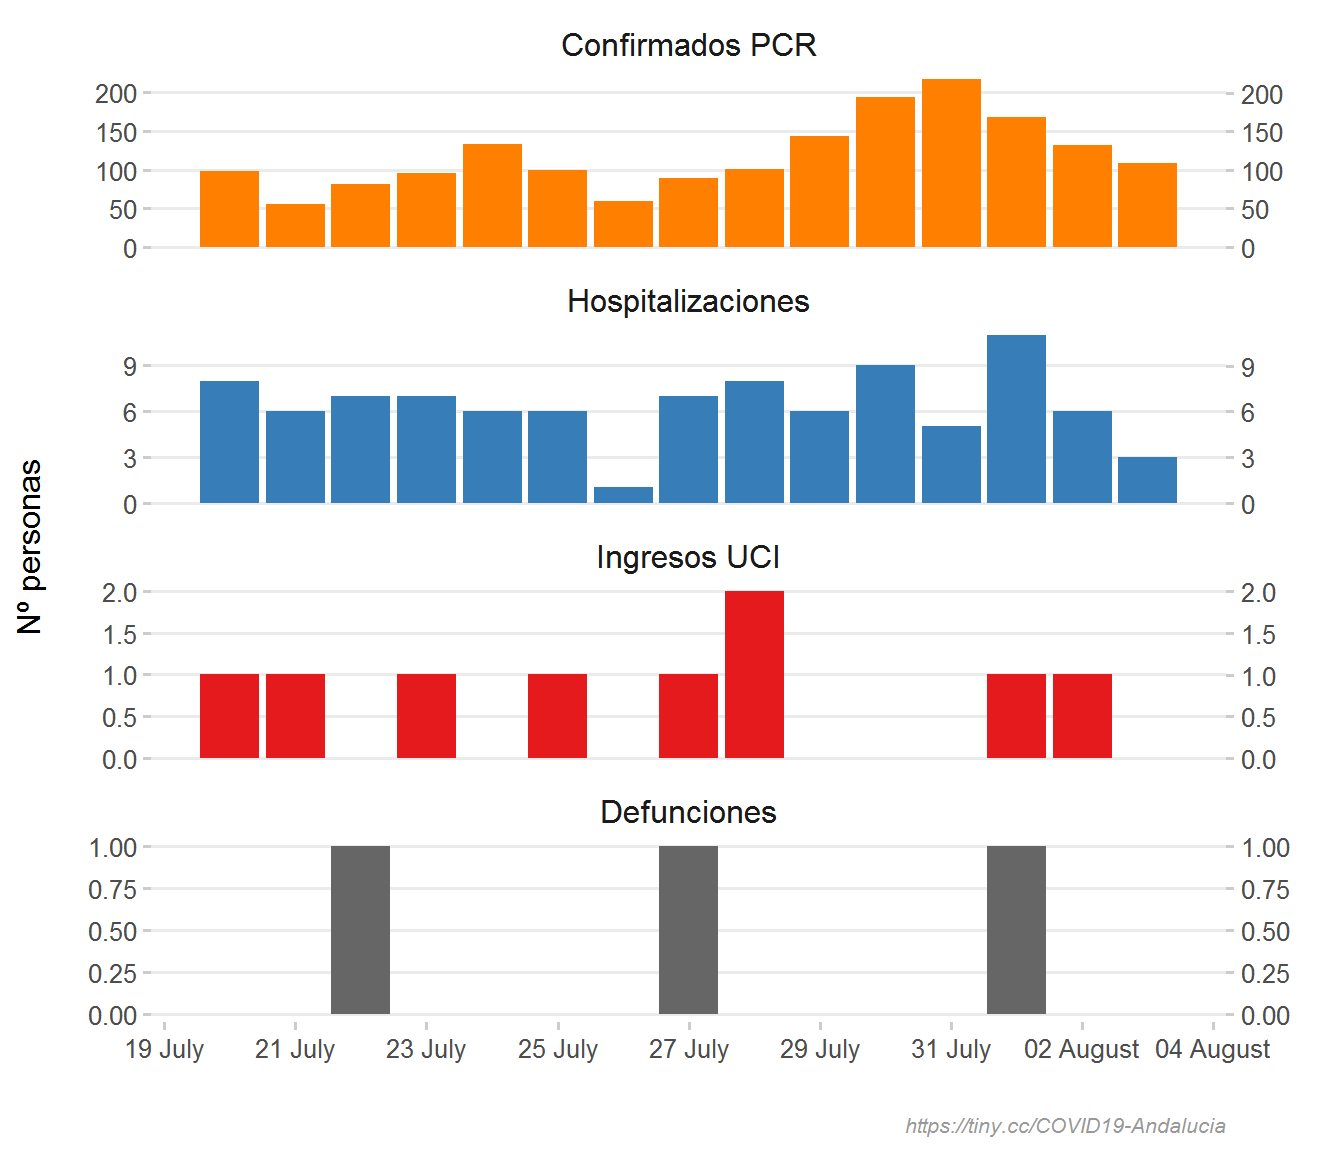 Confirmados PCR
200 200
150 150
100 100
50 50
0 0
Hospitalizaciones
9 9
6 6
3 3
0 0
Nº personas
Ingresos UCI
2.0 2.0
1.5 1.5
1.0 1.0
0.5 0.5
0.0 0.0
Defunciones
1.00 1.00
0.75 0.75
0.50 0.50
0.25 0.25
0.00 0.00
19 July 21 July 23 July 25 July 27 July 29 July 31 July 02 August 04 August
https://tiny.cc/COVID19-Andalucia